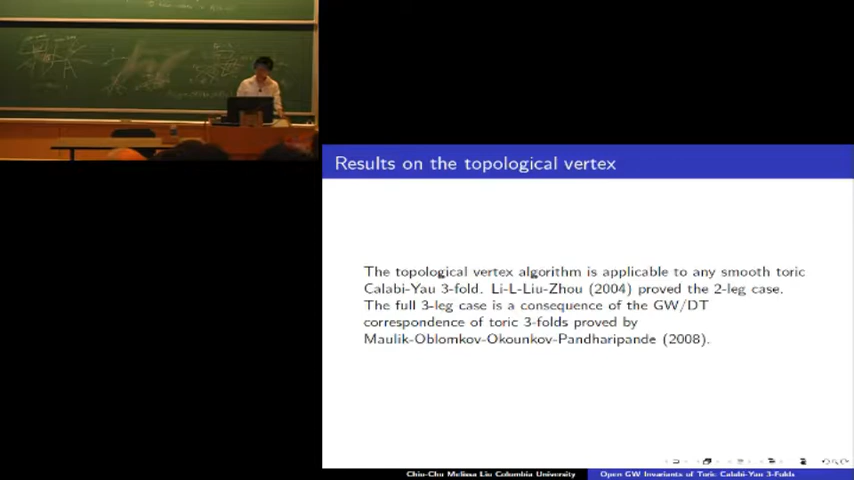 Results on the topological vertex
The topological vertex algorithm is applicable to any smooth toric
Calabi-Yau 3-fold. Li-L-Liu-Zhou (2004) proved the 2-leg case.
The full 3-leg case is a consequence of the GW/DT
correspondence of toric 3-folds proved by
Maulik-Oblomkov-Okounkov-Pandharipande (2008).
Chiu-Chu Melissa Liu Columbia University
Open GW Invariants of Toric Calabi-Yau 3-Folds